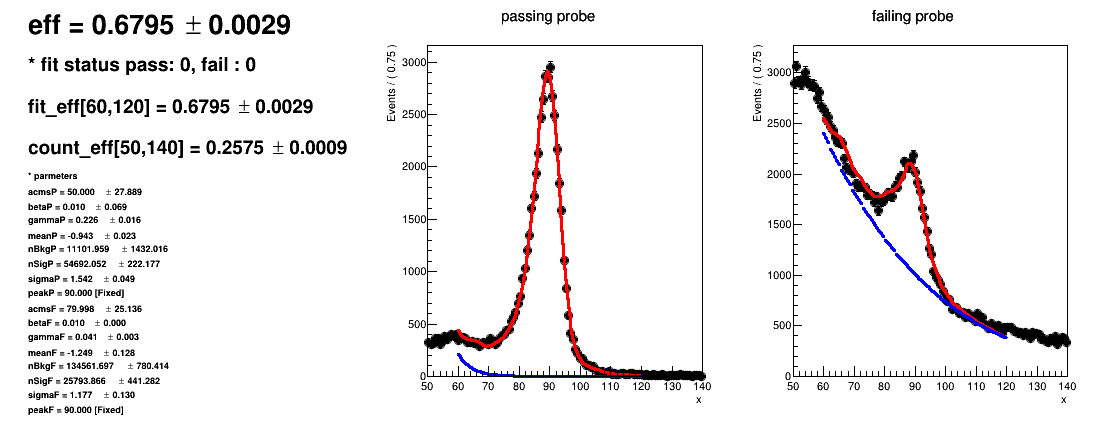 eff = 0.6795 ± 0.0029
* fit status pass: 0, fail : 0
fit_eff[60,120] = 0.6795 ± 0.0029
count_eff[50,140] = 0.2575 ± 0.0009
* parmeters
acmsP = 50.000 ± 27.889
betaP = 0.010 ± 0.069
gammaP = 0.226 ± 0.016
meanP = -0.943 ± 0.023
nBkgP = 11101.959 ± 1432.016
nSigP = 54692.052 ± 222.177
sigmaP = 1.542 ± 0.049
peakP = 90.000 [Fixed]
acmsF = 79.998 ± 25.136
betaF = 0.010 ± 0.000
gammaF = 0.041 ± 0.003
meanF = -1.249 ± 0.128
nBkgF = 134561.697 ± 780.414
nSigF = 25793.866 ± 441.282
sigmaF = 1.177 ± 0.130
peakF = 90.000 [Fixed]
passing probe
Events / ( 0.75 )
3000
2500
2000
1500
1000
500
0
50 60 70 80 90 100 110 120 130 140
x
failing probe
Events / ( 0.75 )
3000
2500
2000
1500
1000
500
0
50 60 70 80 90 100 110 120 130 140
x